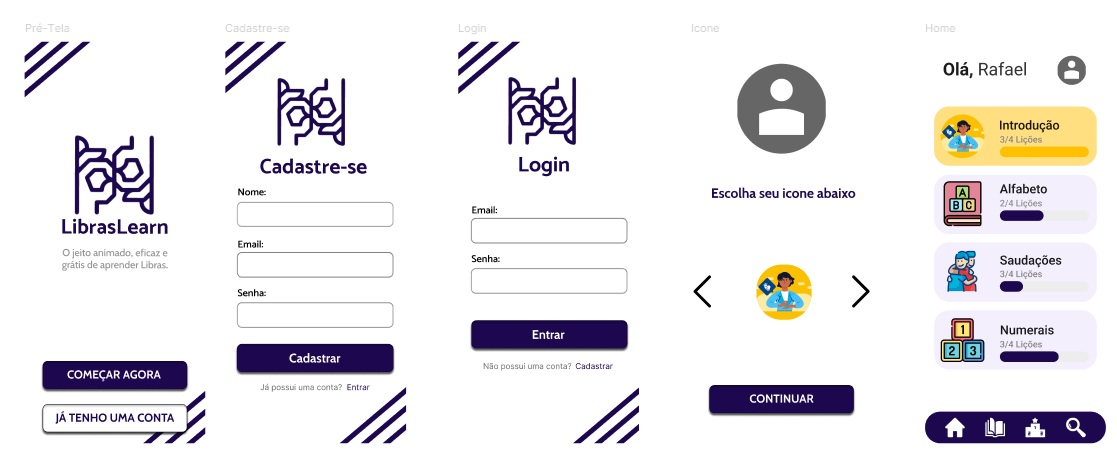 Pré-Tela
LibrasLearn
O jeito animado, eficaz e
grátis de aprender Libras.
COMEÇAR AGORA
JÁ TENHO UMA CONTA
Cadastre-se
Cadastre-se
Nome:
Email:
Senha:
Cadastrar
Já possui uma conta? Entrar
Login
Login
Email:
Senha:
Entrar
Não possui uma conta? Cadastrar
Icone
Escolha seu icone abaixo
CONTINUAR
Home
Olá, Rafael
Introdução
3/4 Lições
A
B C
Alfabeto
2/4 Lições
Saudações
3/4 Lições
1
2 3
Numerais
3/4 Lições